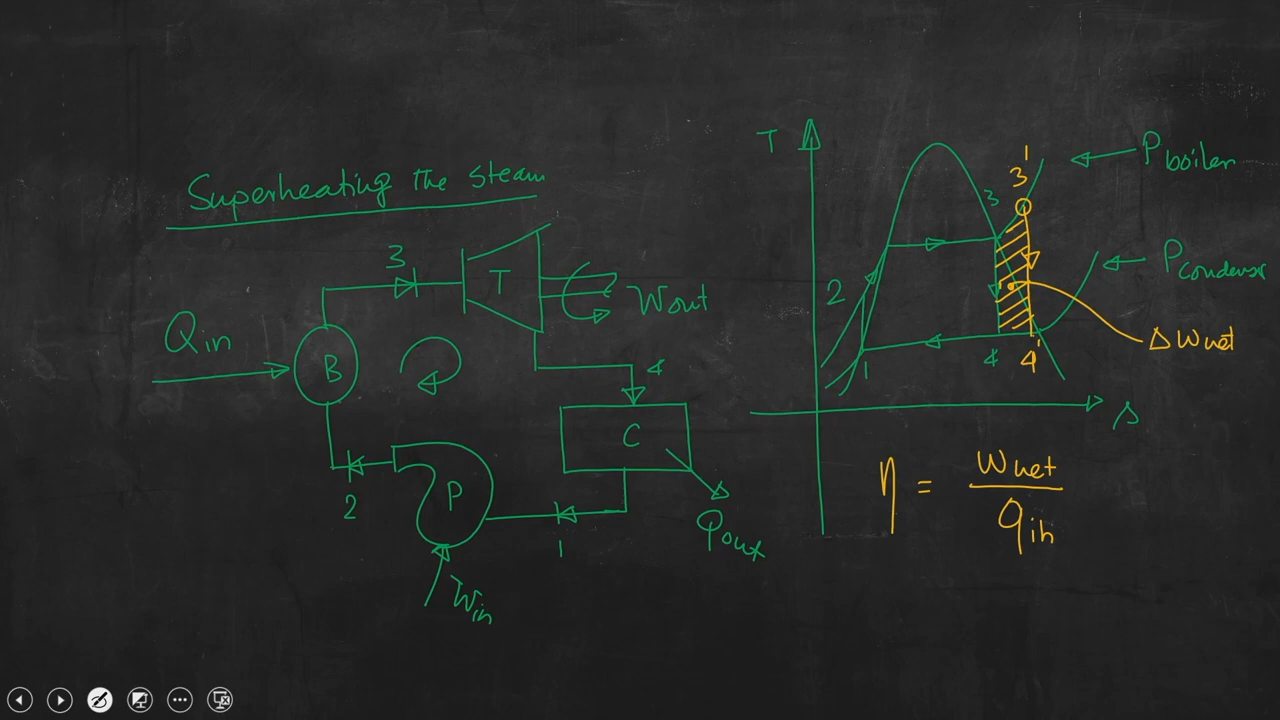 Superheating the steam
3
T
Wout
Qin
B
4
C
2
P
1
Qout
Win
T
3'
3
Pboiler
2
Pcondenser
ΔWnet
1
4
4'
s
η = Wnet / qin